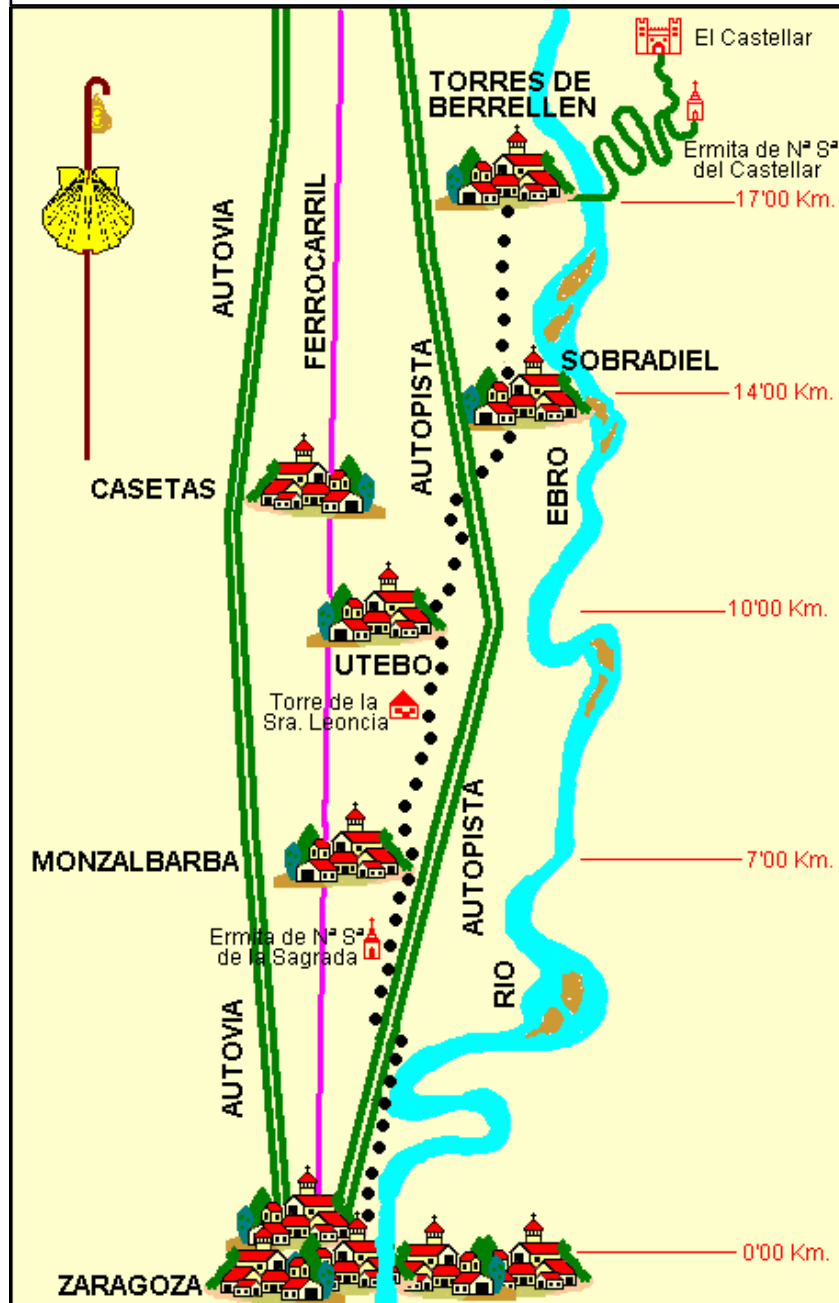 El Castellar
TORRES DE
BERRELLEN
Ermita de Nª Sª
del Castellar
17'00 Km.
AUTOVIA
FERROCARRIL
SOBRADIEL
AUTOPISTA
14'00 Km.
CASETAS
EBRO
10'00 Km.
UTEBO
Torre de la
Sra. Leoncia
AUTOPISTA
MONZALBARBA
7'00 Km.
Ermita de Nª Sª
de la Sagrada
RIO
AUTOVIA
0'00 Km.
ZARAGOZA